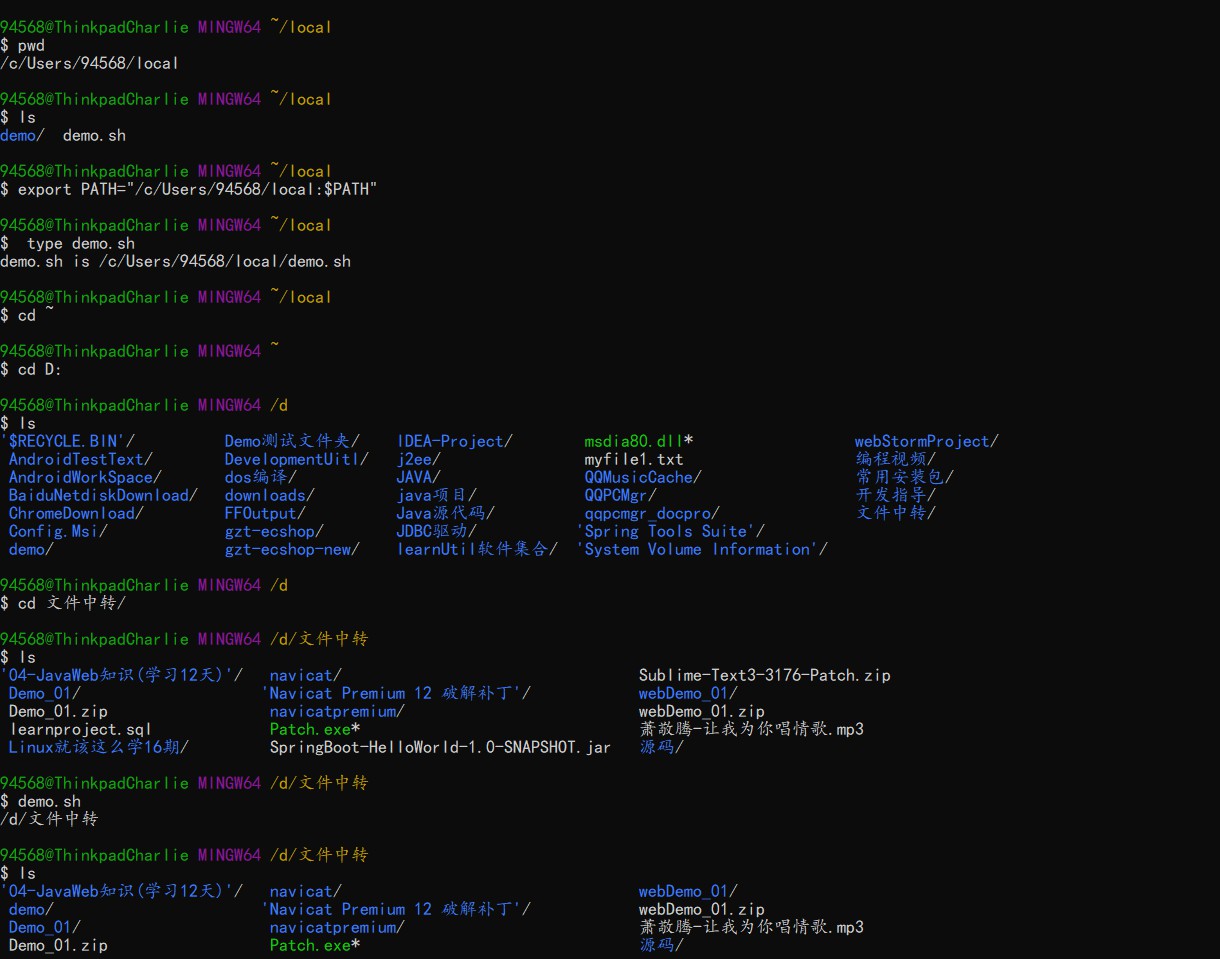 94568@ThinkpadCharlie MINGW64 ~/local
$ pwd
/c/Users/94568/local
94568@ThinkpadCharlie MINGW64 ~/local
$ ls
demo/  demo.sh
94568@ThinkpadCharlie MINGW64 ~/local
$ export PATH="/c/Users/94568/local:$PATH"
94568@ThinkpadCharlie MINGW64 ~/local
$  type demo.sh
demo.sh is /c/Users/94568/local/demo.sh
94568@ThinkpadCharlie MINGW64 ~/local
$ cd ~
94568@ThinkpadCharlie MINGW64 ~
$ cd D:
94568@ThinkpadCharlie MINGW64 /d
$ ls
'$RECYCLE.BIN'/          Demo测试文件夹/    IDEA-Project/        msdia80.dll*                  webStormProject/
 AndroidTestText/        DevelopmentUitl/   j2ee/                myfile1.txt                   编程视频/
 AndroidWorkSpace/       dos编译/           JAVA/                QQMusicCache/                 常用安装包/
 BaiduNetdiskDownload/   downloads/         java项目/            QQPCMgr/                      开发指导/
 ChromeDownload/         FFOutput/          Java源代码/          qqpcmgr_docpro/               文件中转/
 Config.Msi/             gzt-ecshop/        JDBC驱动/           'Spring Tools Suite'/
 demo/                   gzt-ecshop-new/    learnUtil软件集合/  'System Volume Information'/
94568@ThinkpadCharlie MINGW64 /d
$ cd 文件中转/
94568@ThinkpadCharlie MINGW64 /d/文件中转
$ ls
'04-JavaWeb知识(学习12天)'/   navicat/                                 Sublime-Text3-3176-Patch.zip
 Demo_01/                    'Navicat Premium 12 破解补丁'/            webDemo_01/
 Demo_01.zip                  navicatpremium/                          webDemo_01.zip
 learnproject.sql             Patch.exe*                               萧敬腾-让我为你唱情歌.mp3
 Linux就该这么学16期/         SpringBoot-HelloWorld-1.0-SNAPSHOT.jar   源码/
94568@ThinkpadCharlie MINGW64 /d/文件中转
$ demo.sh
/d/文件中转
94568@ThinkpadCharlie MINGW64 /d/文件中转
$ ls
'04-JavaWeb知识(学习12天)'/   navicat/                                 webDemo_01/
 demo/                       'Navicat Premium 12 破解补丁'/            webDemo_01.zip
 Demo_01/                     navicatpremium/                          萧敬腾-让我为你唱情歌.mp3
 Demo_01.zip                  Patch.exe*                               源码/